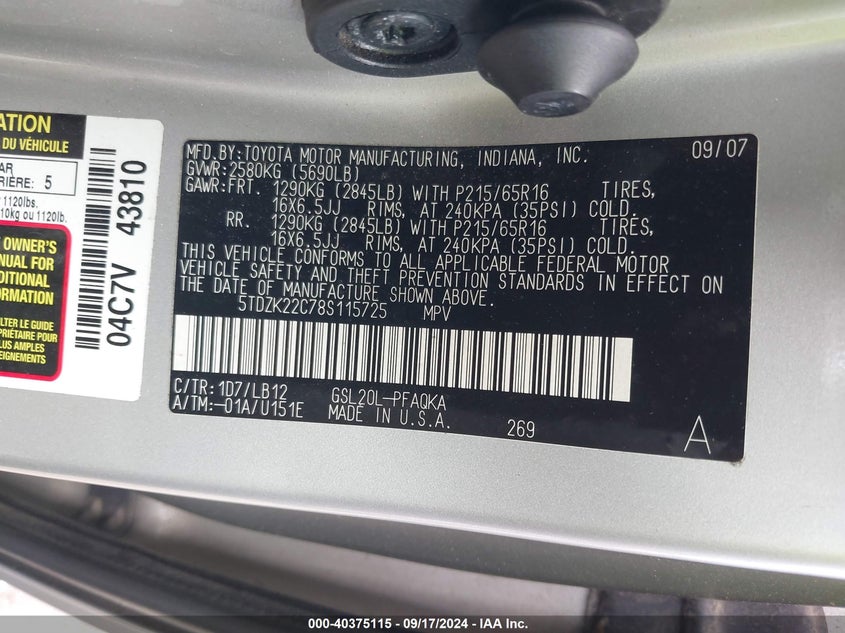 ATION
DU VÉHICULE
AR
RIÈRE: 5
1120lbs.
10kg ou 1120lb.
OWNER'S
ANUAL FOR
DITIONAL
FORMATION
LTER LE GUIDE
OPRIÉTAIRE POUR
LUS AMPLES
SEIGNEMENTS
04C7V 43810
MFD.BY:TOYOTA MOTOR MANUFACTURING, INDIANA, INC. 09/07
GVWR:2580KG (5690LB)
GAWR:FRT. 1290KG (2845LB) WITH P215/65R16 TIRES,
16X6.5JJ RIMS, AT 240KPA (35PSI) COLD.
RR. 1290KG (2845LB) WITH P215/65R16 TIRES,
16X6.5JJ RIMS, AT 240KPA (35PSI) COLD.
THIS VEHICLE CONFORMS TO ALL APPLICABLE FEDERAL MOTOR
VEHICLE SAFETY AND THEFT PREVENTION STANDARDS IN EFFECT ON
THE DATE OF MANUFACTURE SHOWN ABOVE.
5TDZK22C78S115725 MPV
C/TR:1D7/LB12 GSL20L-PFAQKA
A/TM:-01A/U151E MADE IN U.S.A.
269
A
000-40375115 - 09/17/2024 - IAA Inc.